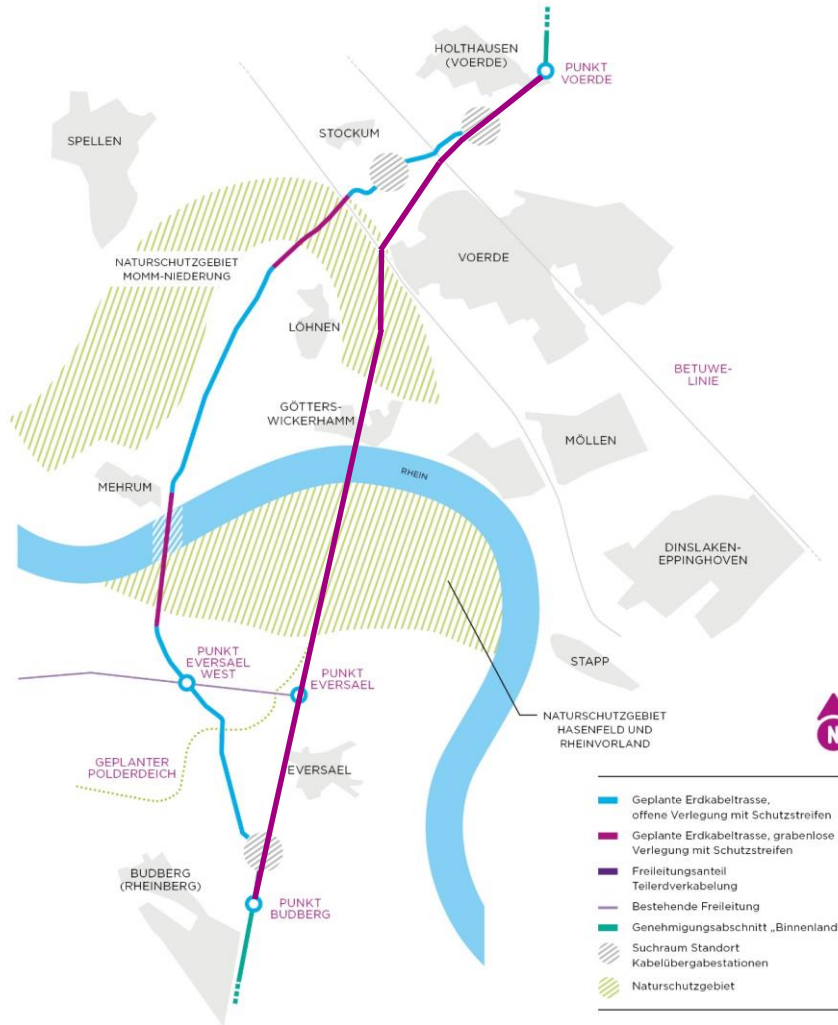 HOLTHAUSEN
(VOERDE)
PUNKT
VOERDE
STOCKUM
SPELLEN
NATURSCHUTZGEBIET
MOMM-NIEDERUNG
VOERDE
LÖHNEN
BETUWE-
LINIE
GÖTTERS-
WICKERHAMM
MÖLLEN
MEHRUM
RHEIN
DINSLAKEN-
EPPINGHOVEN
PUNKT
EVERSAEL
WEST
PUNKT
EVERSAEL
STAPP
NATURSCHUTZGEBIET
HASENFELD UND
RHEINVORLAND
N
GEPLANTER
POLDERDEICH
EVERSAEL
BUDBERG
(RHEINBERG)
PUNKT
BUDBERG
Geplante Erdkabeltrasse,
offene Verlegung mit Schutzstreifen
Geplante Erdkabeltrasse, grabenlose
Verlegung mit Schutzstreifen
Freileitungsanteil
Teilerdverkabelung
Bestehende Freileitung
Genehmigungsabschnitt „Binnenland
Suchraum Standort
Kabelübergabestationen
Naturschutzgebiet